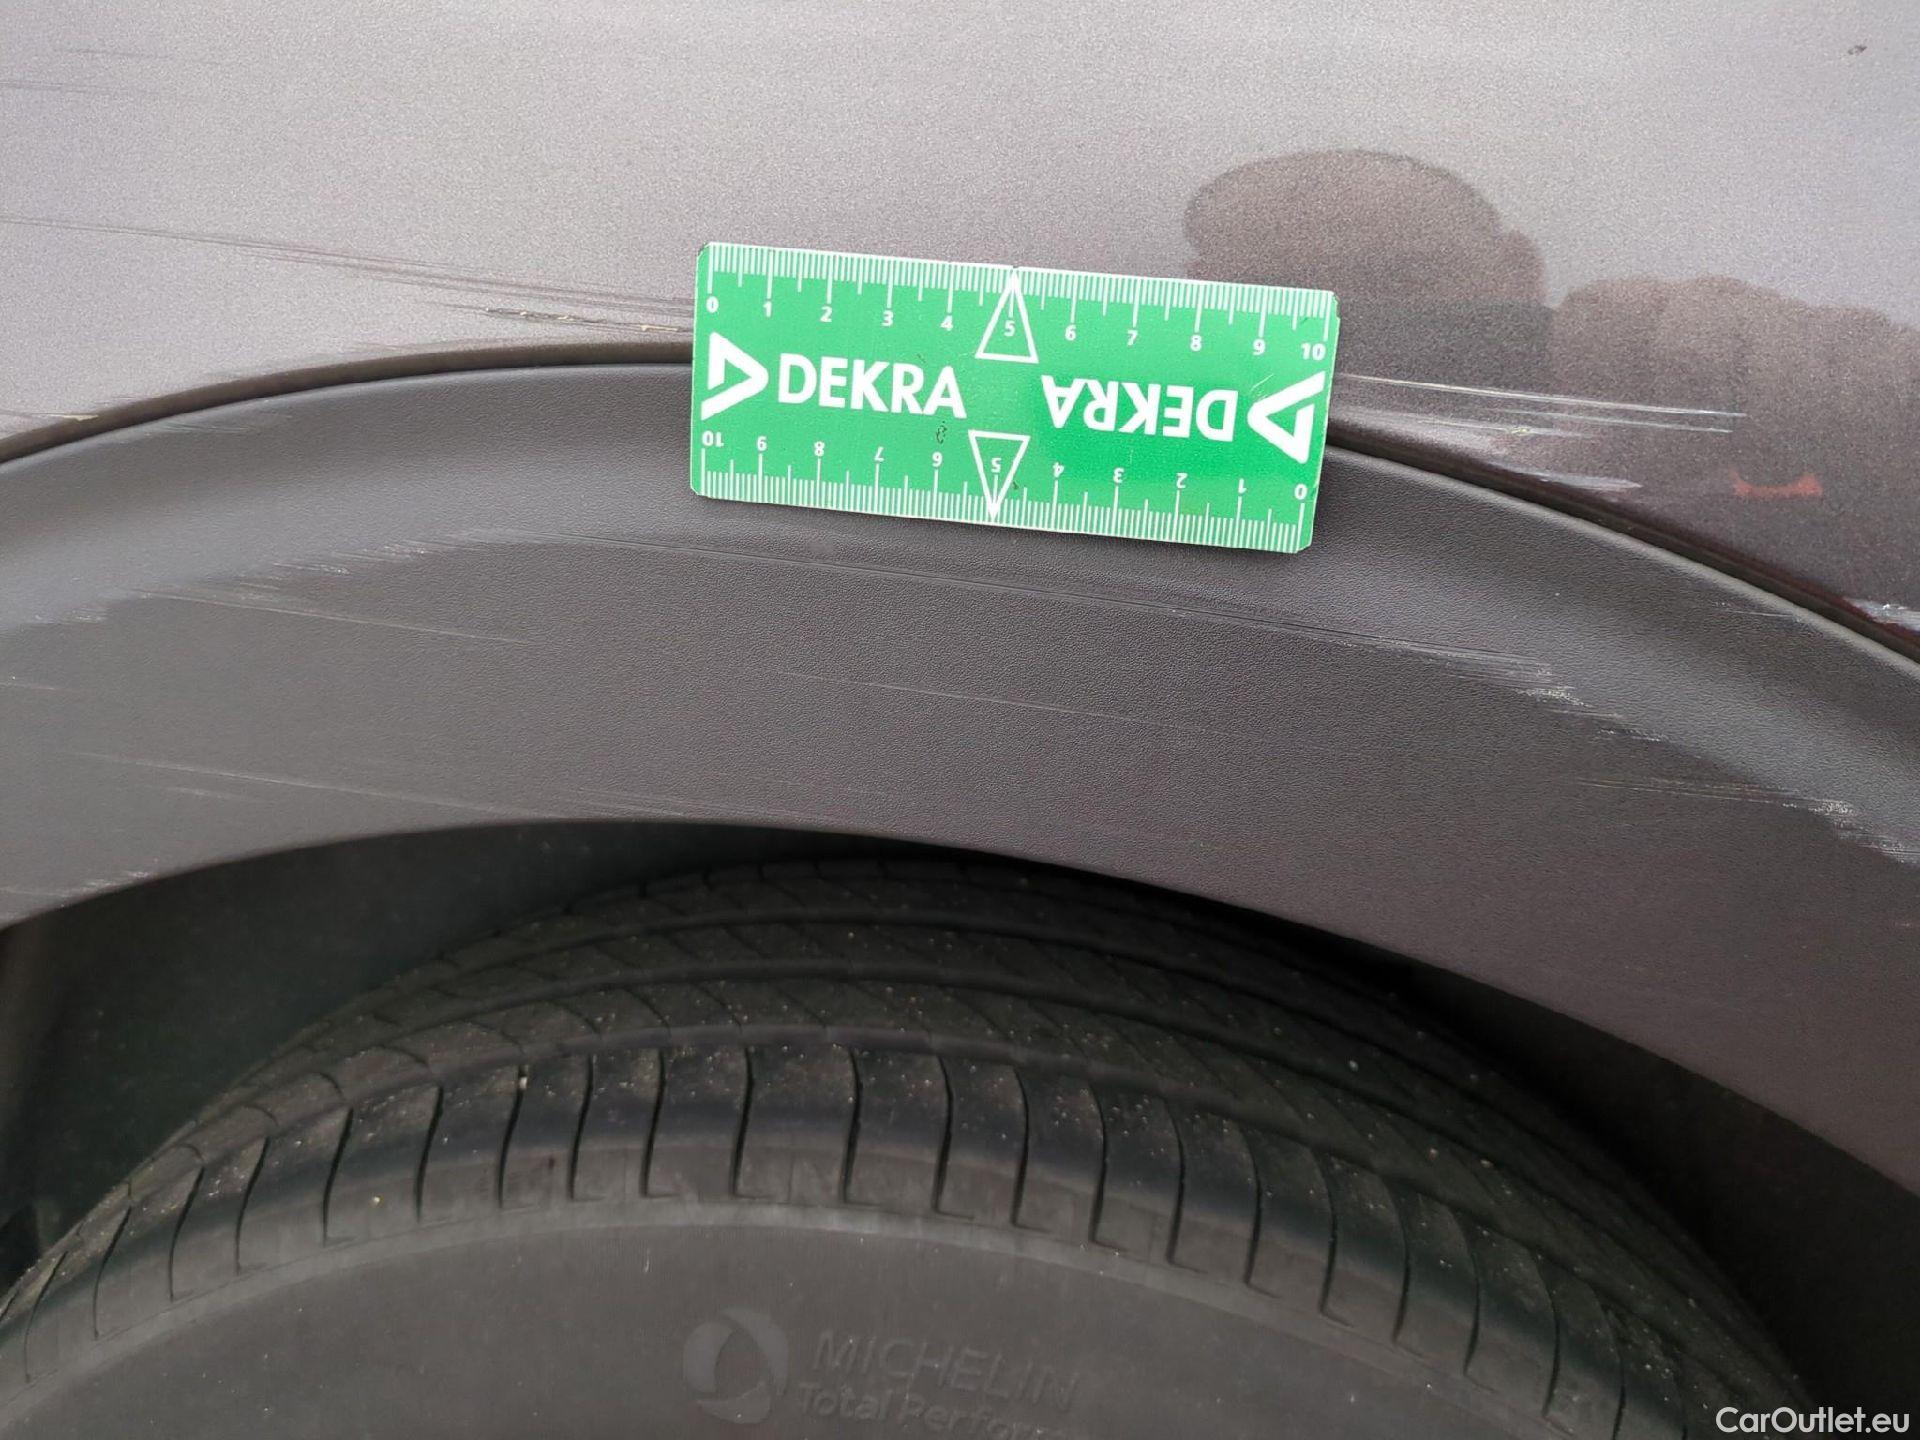 0 1 2 3 4 5 6 7 8 9 10
DEKRA DEKRA
10 9 8 7 6 5 4 3 2 1 0
MICHELIN
Total Perfor
CarOutlet.eu